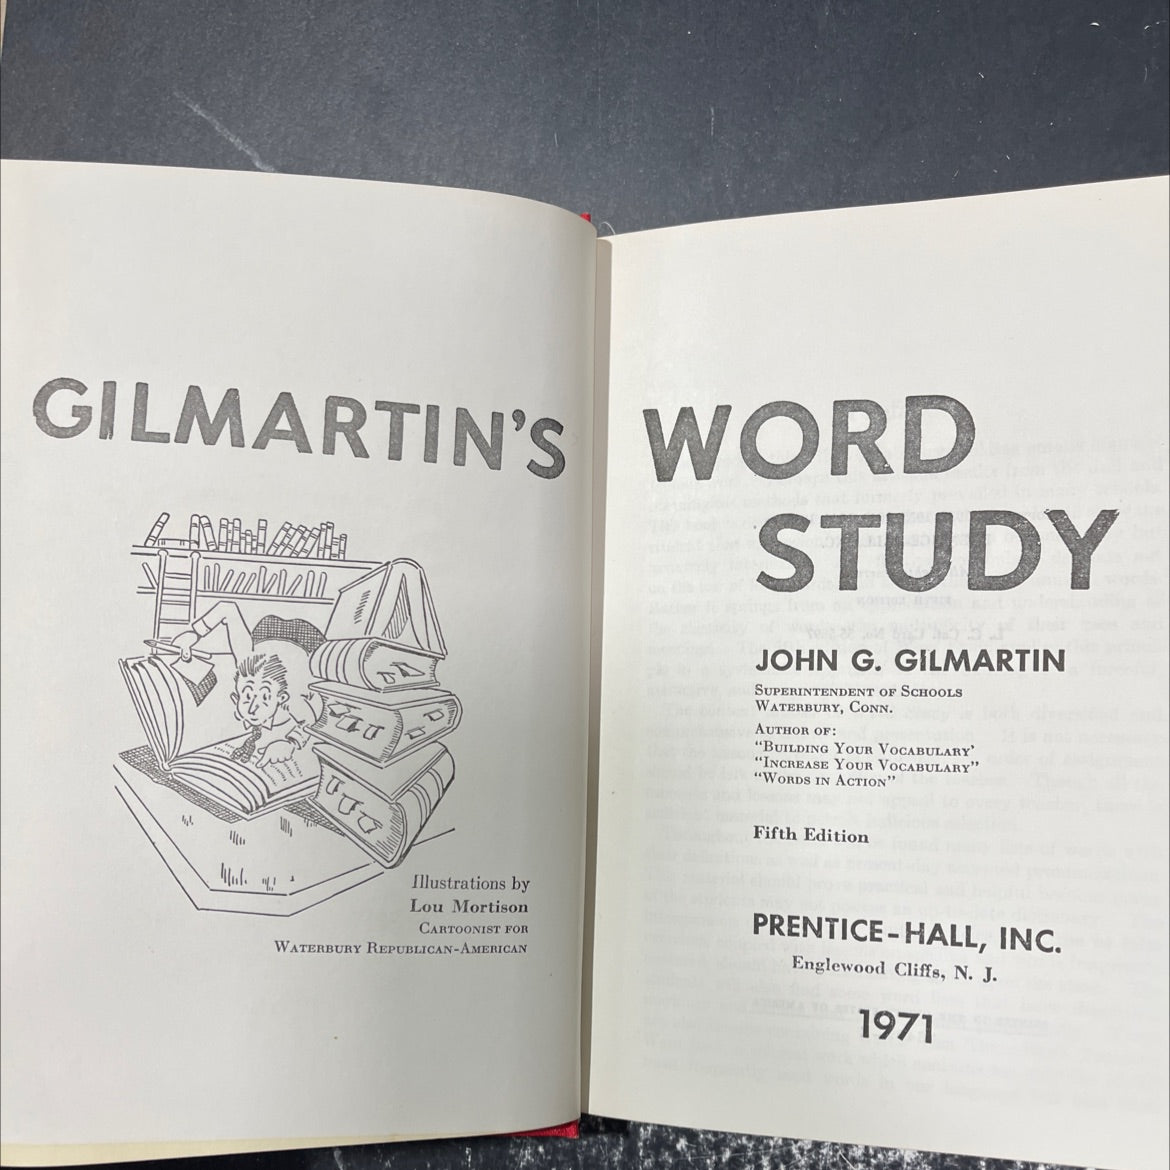 GILMARTIN'S
Illustrations by
Lou Mortison
CARTOONIST FOR
WATERBURY REPUBLICAN-AMERICAN
WORD
STUDY
JOHN G. GILMARTIN
SUPERINTENDENT OF SCHOOLS
WATERBURY, CONN.
AUTHOR OF:
"BUILDING YOUR VOCABULARY'
"INCREASE YOUR VOCABULARY"
"WORDS IN ACTION"
Fifth Edition
PRENTICE-HALL, INC.
Englewood Cliffs, N. J.
1971